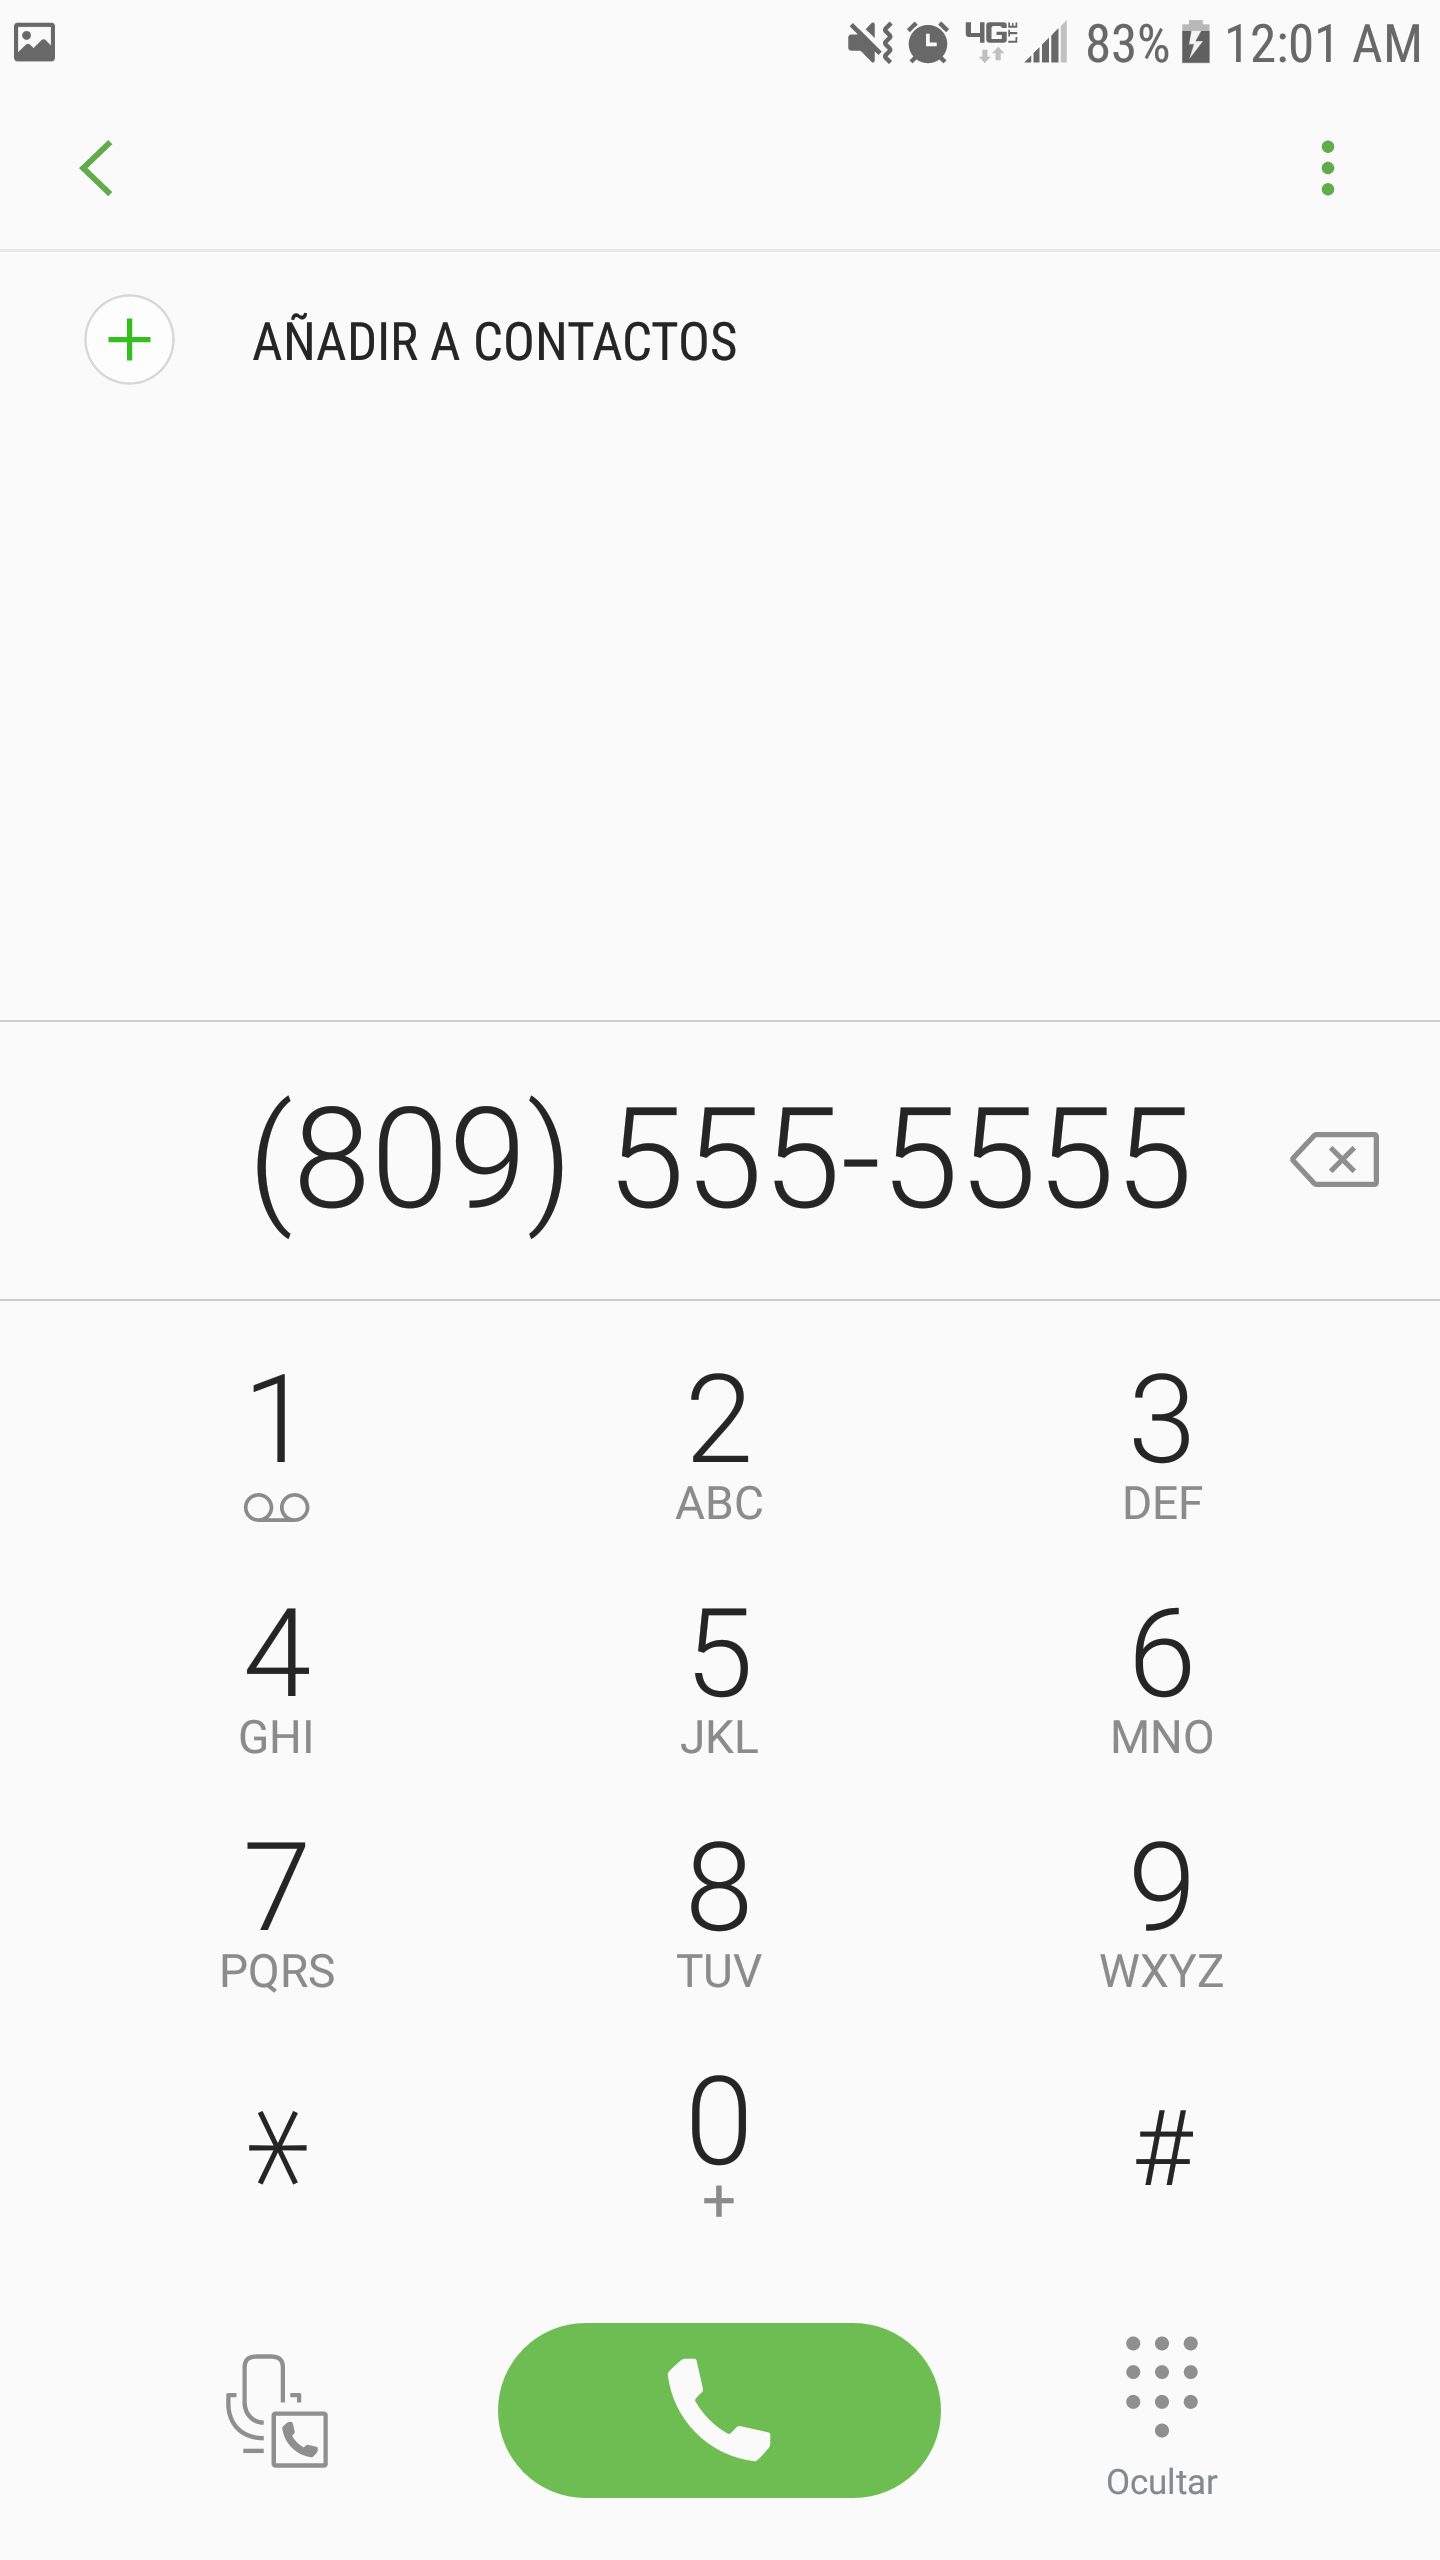 4G LTE 83% 12:01 AM
AÑADIR A CONTACTOS
(809) 555-5555
1 2 3
ABC DEF
4 5 6
GHI JKL MNO
7 8 9
PQRS TUV WXYZ
* 0 #
+
Ocultar